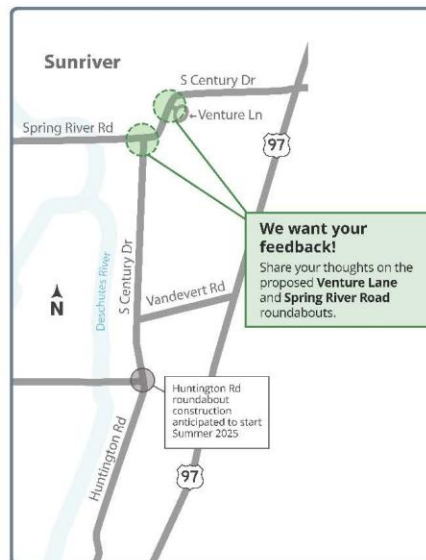 Sunriver
S Century Dr
←Venture Ln
Spring River Rd
97
We want your
feedback!
Share your thoughts on the
proposed Venture Lane
and Spring River Road
roundabouts.
S Century Dr
Deschutes River
Vandevert Rd
N
Huntington Rd
roundabout
construction
anticipated to start
Summer 2025
Huntington Rd
97